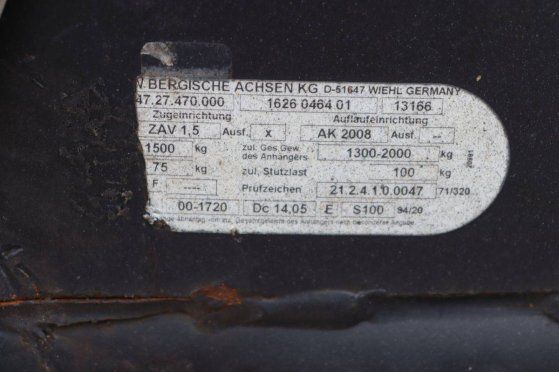 W. BERGISCHE ACHSEN KG D-51647 WIEHL GERMANY
47.27.470.000 1626 0464 01 13166
Zugeinrichtung Auflaufeinrichtung
ZAV 1,5 Ausf. x AK 2008 Ausf. ---
1500 kg zul. Ges Gew. des Anhängers 1300-2000 kg
75 kg zul. Stutzlast 100 kg
F --- Prüfzeichen 21.2.4.1.0.0047 71/320
00-1720 Dc 14,05 E S100 94/20